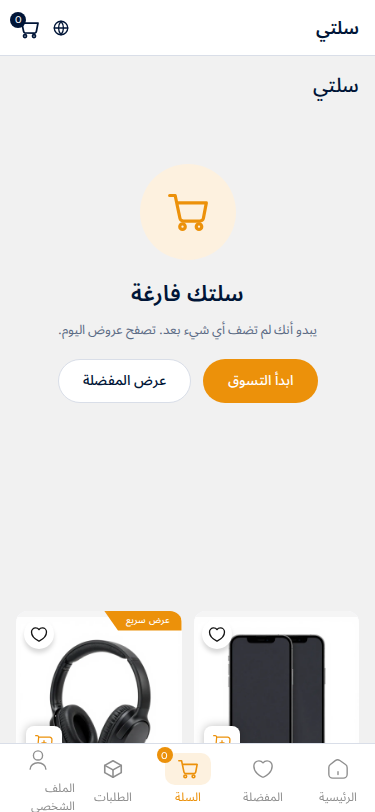 سلتي
0
سلتي
سلتك فارغة
يبدو أنك لم تضف أي شيء بعد. تصفح عروض اليوم.
ابدأ التسوق
عرض المفضلة
عرض سريع
الرئيسية
المفضلة
0
السلة
الطلبات
الملف
الشخصي